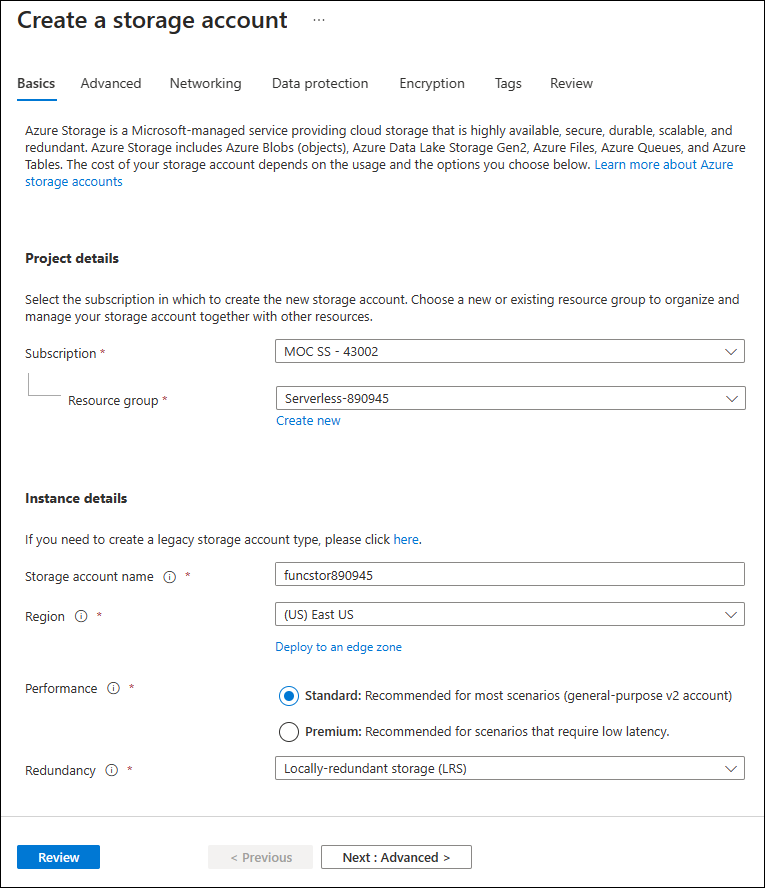 Create a storage account ...
Basics Advanced Networking Data protection Encryption Tags Review
Azure Storage is a Microsoft-managed service providing cloud storage that is highly available, secure, durable, scalable, and
redundant. Azure Storage includes Azure Blobs (objects), Azure Data Lake Storage Gen2, Azure Files, Azure Queues, and Azure
Tables. The cost of your storage account depends on the usage and the options you choose below. Learn more about Azure
storage accounts
Project details
Select the subscription in which to create the new storage account. Choose a new or existing resource group to organize and
manage your storage account together with other resources.
Subscription * MOC SS - 43002
Resource group * Serverless-890945
Create new
Instance details
If you need to create a legacy storage account type, please click here.
Storage account name * funcstor890945
Region * (US) East US
Deploy to an edge zone
Performance * Standard: Recommended for most scenarios (general-purpose v2 account)
Premium: Recommended for scenarios that require low latency.
Redundancy * Locally-redundant storage (LRS)
Review < Previous Next : Advanced >